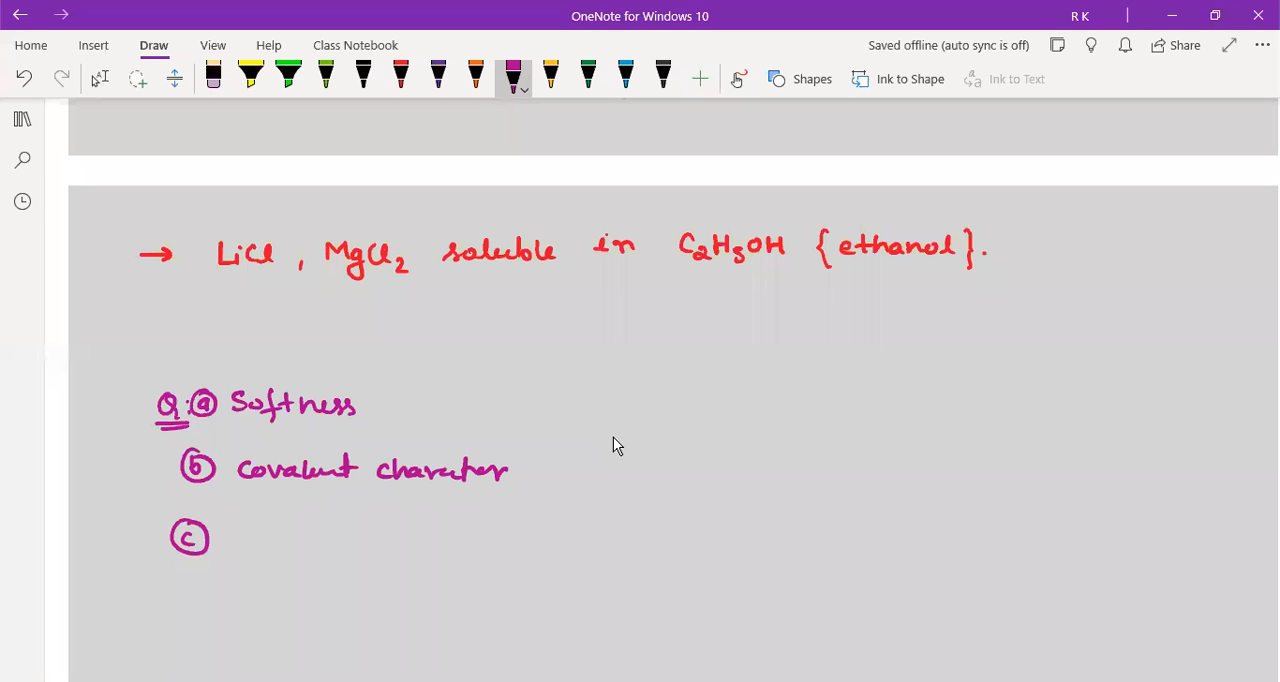 OneNote for Windows 10
R K
Home Insert Draw View Help Class Notebook
Saved offline (auto sync is off) Share
Shapes Ink to Shape Ink to Text
→ LiCl, MgCl2 soluble in C2H5OH {ethanol}.
Q: ⓐ Softness
ⓑ covalent character
ⓒ